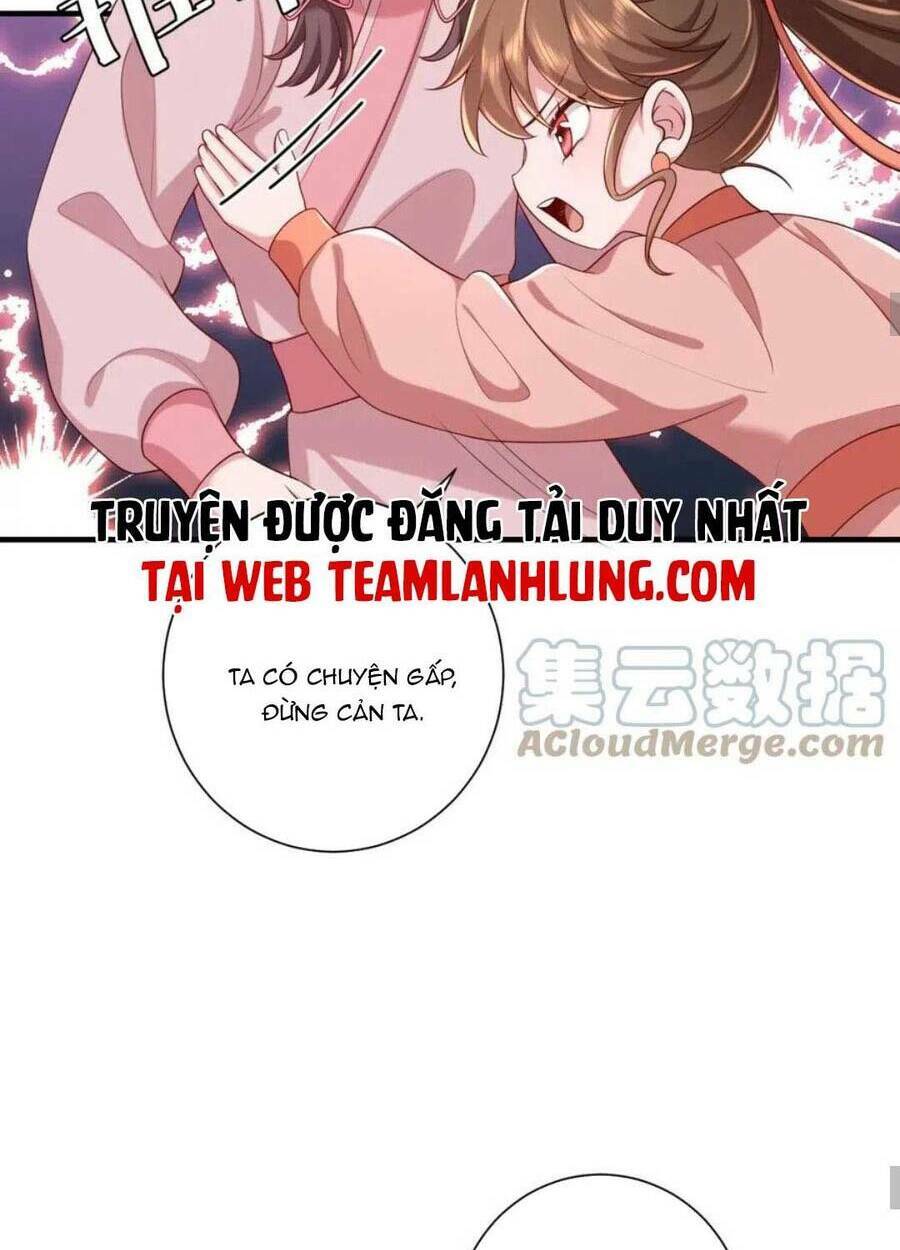 TRUYỆN ĐƯỢC ĐĂNG TẢI DUY NHẤT
TẠI WEB TEAMLANHLUNG.COM
TA CÓ CHUYỆN GẤP,
ĐỪNG CẢN TA.
集云数据
ACloudMerge.com